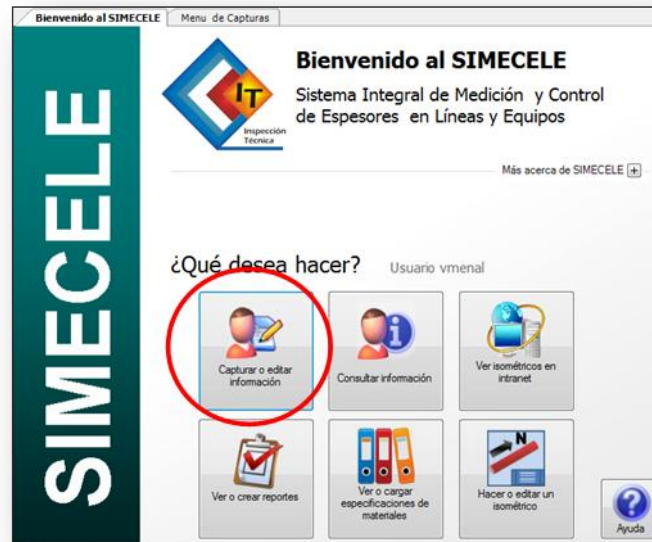 Bienvenido al SIMECELE
Menu de Capturas
SIMECELE
IT
Inspección
Técnica
Bienvenido al SIMECELE
Sistema Integral de Medición y Control
de Espesores en Líneas y Equipos
Más acerca de SIMECELE
¿Qué desea hacer?
Usuario vmenal
Capturar o editar
información
Consultar información
Ver isométricos en
intranet
Ver o crear reportes
Ver o cargar
especificaciones de
materiales
N
Hacer o editar un
isométrico
Ayuda